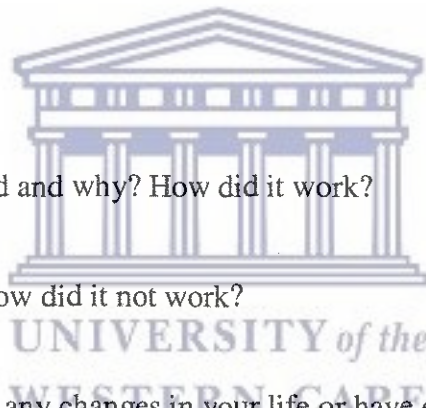 d and why? How did it work?
ow did it not work?
UNIVERSITY of the
WESTERN CAPE
any changes in your life or have